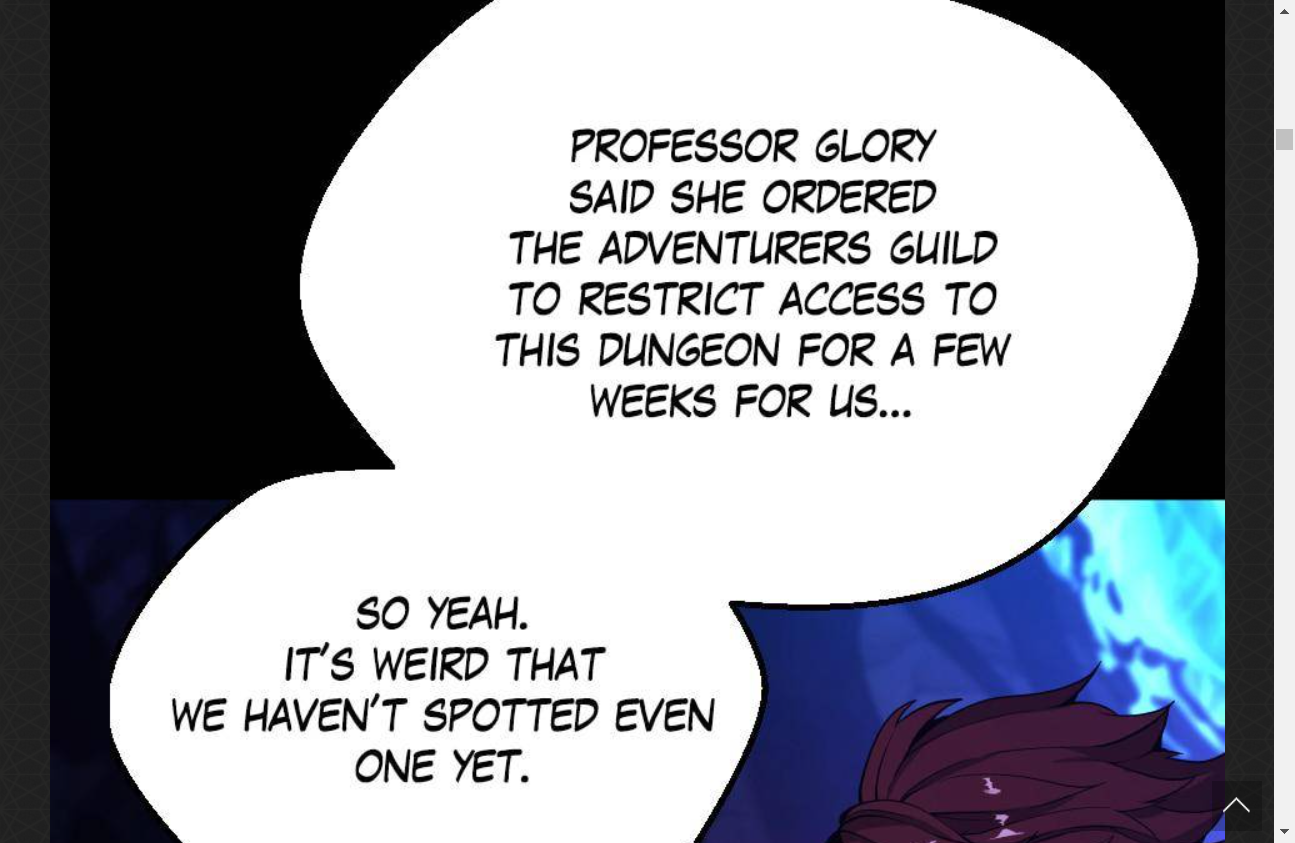 PROFESSOR GLORY
SAID SHE ORDERED
THE ADVENTURERS GUILD
TO RESTRICT ACCESS TO
THIS DUNGEON FOR A FEW
WEEKS FOR US...
SO YEAH.
IT'S WEIRD THAT
WE HAVEN'T SPOTTED EVEN
ONE YET.